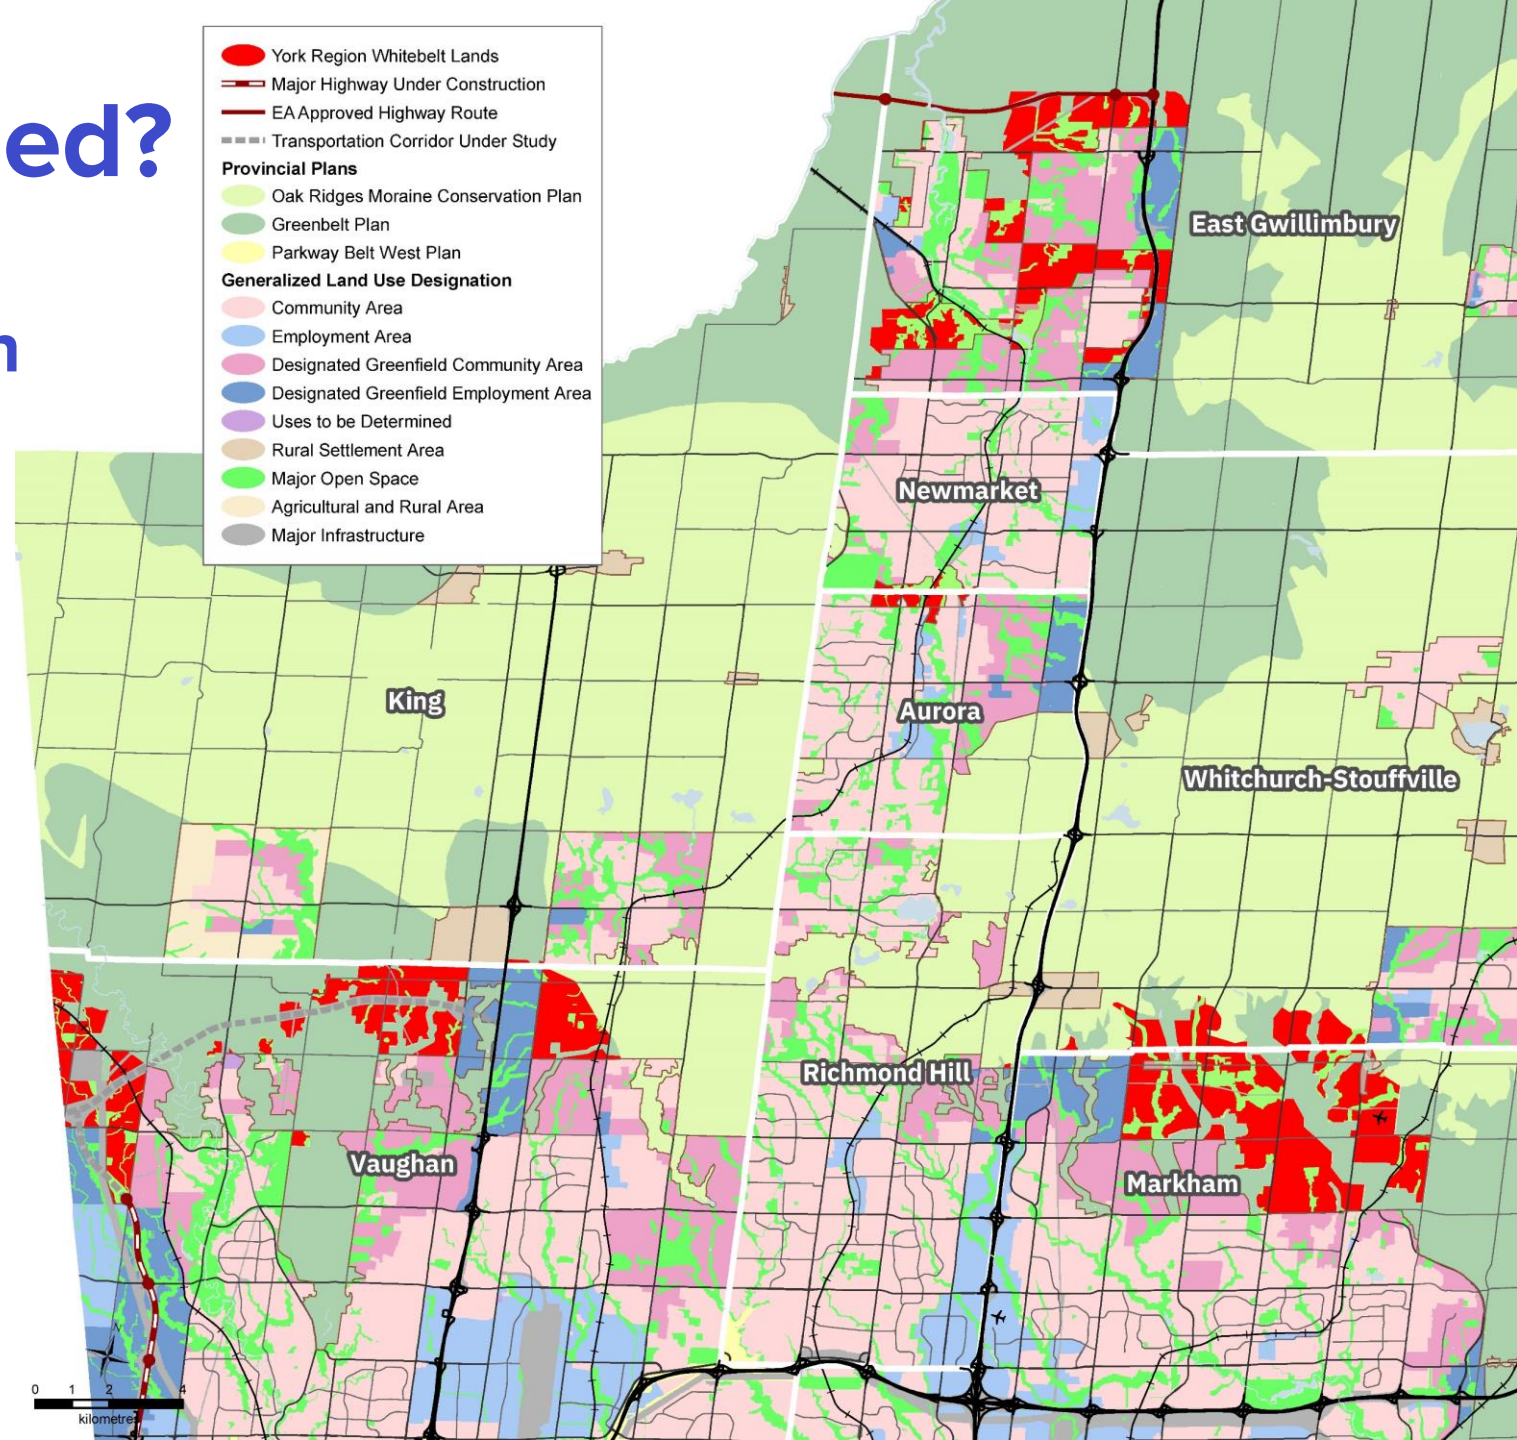 ed?
n
York Region Whitebelt Lands
Major Highway Under Construction
EA Approved Highway Route
Transportation Corridor Under Study
Provincial Plans
Oak Ridges Moraine Conservation Plan
Greenbelt Plan
Parkway Belt West Plan
Generalized Land Use Designation
Community Area
Employment Area
Designated Greenfield Community Area
Designated Greenfield Employment Area
Uses to be Determined
Rural Settlement Area
Major Open Space
Agricultural and Rural Area
Major Infrastructure
East Gwillimbury
Newmarket
King
Aurora
Whitchurch-Stouffville
Richmond Hill
Vaughan
Markham
N
0 1 2 4
kilometres